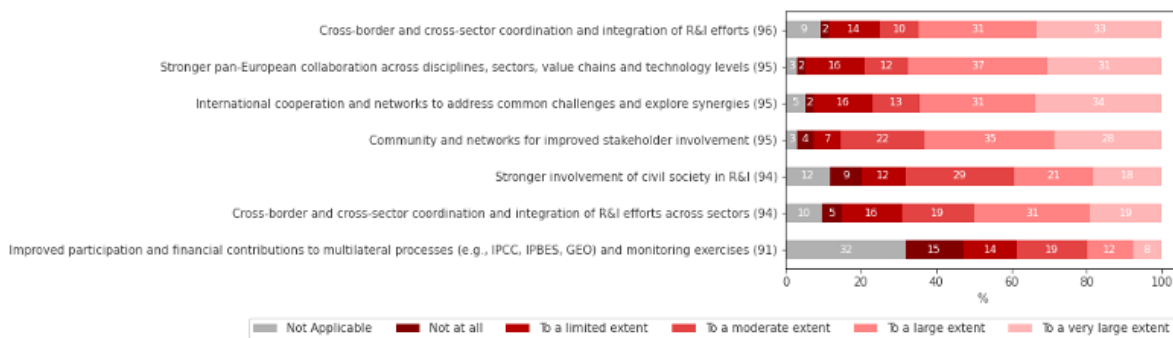 Cross-border and cross-sector coordination and integration of R&I efforts (96)
9 2 14 10 31 33
Stronger pan-European collaboration across disciplines, sectors, value chains and technology levels (95)
3 2 16 12 37 31
International cooperation and networks to address common challenges and explore synergies (95)
5 2 16 13 31 34
Community and networks for improved stakeholder involvement (95)
3 4 7 22 35 28
Stronger involvement of civil society in R&I (94)
12 9 12 29 21 18
Cross-border and cross-sector coordination and integration of R&I efforts across sectors (94)
10 5 16 19 31 19
Improved participation and financial contributions to multilateral processes (e.g., IPCC, IPBES, GEO) and monitoring exercises (91)
32 15 14 19 12 8
0 20 40 60 80 100
%
Not Applicable Not at all To a limited extent To a moderate extent To a large extent To a very large extent